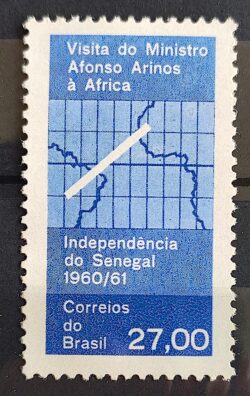 Visita do Ministro
Afonso Arinos
à Africa
Independência
do Senegal
1960/61
Correios
do
Brasil 27,00